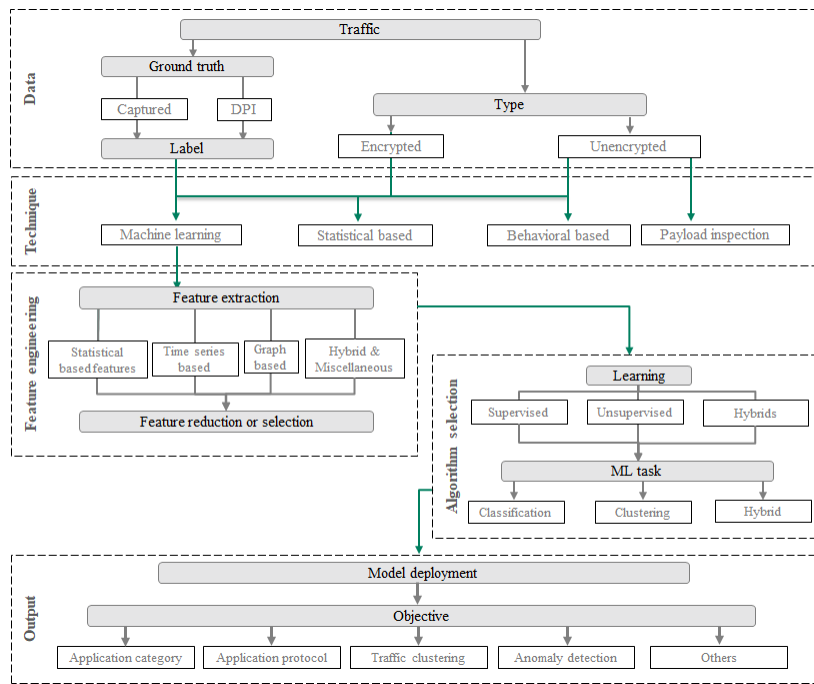 Data
Traffic
Ground truth
Captured
DPI
Label
Type
Encrypted
Unencrypted
Technique
Machine learning
Statistical based
Behavioral based
Payload inspection
Feature engineering
Feature extraction
Statistical
based features
Time series
based
Graph
based
Hybrid &
Miscellaneous
Feature reduction or selection
Algorithm selection
Learning
Supervised
Unsupervised
Hybrids
ML task
Classification
Clustering
Hybrid
Output
Model deployment
Objective
Application category
Application protocol
Traffic clustering
Anomaly detection
Others